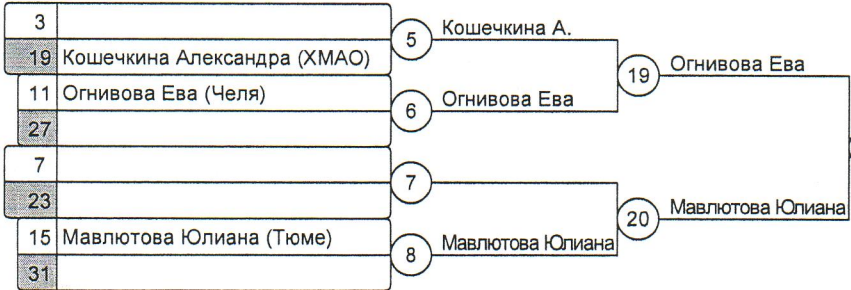 3
19 Кошечкина Александра (ХМАО)
5 Кошечкина А.
11 Огнивова Ева (Челя)
27
6 Огнивова Ева
19 Огнивова Ева
7
23
7
15 Мавлютова Юлиана (Тюме)
31
8 Мавлютова Юлиана
20 Мавлютова Юлиана